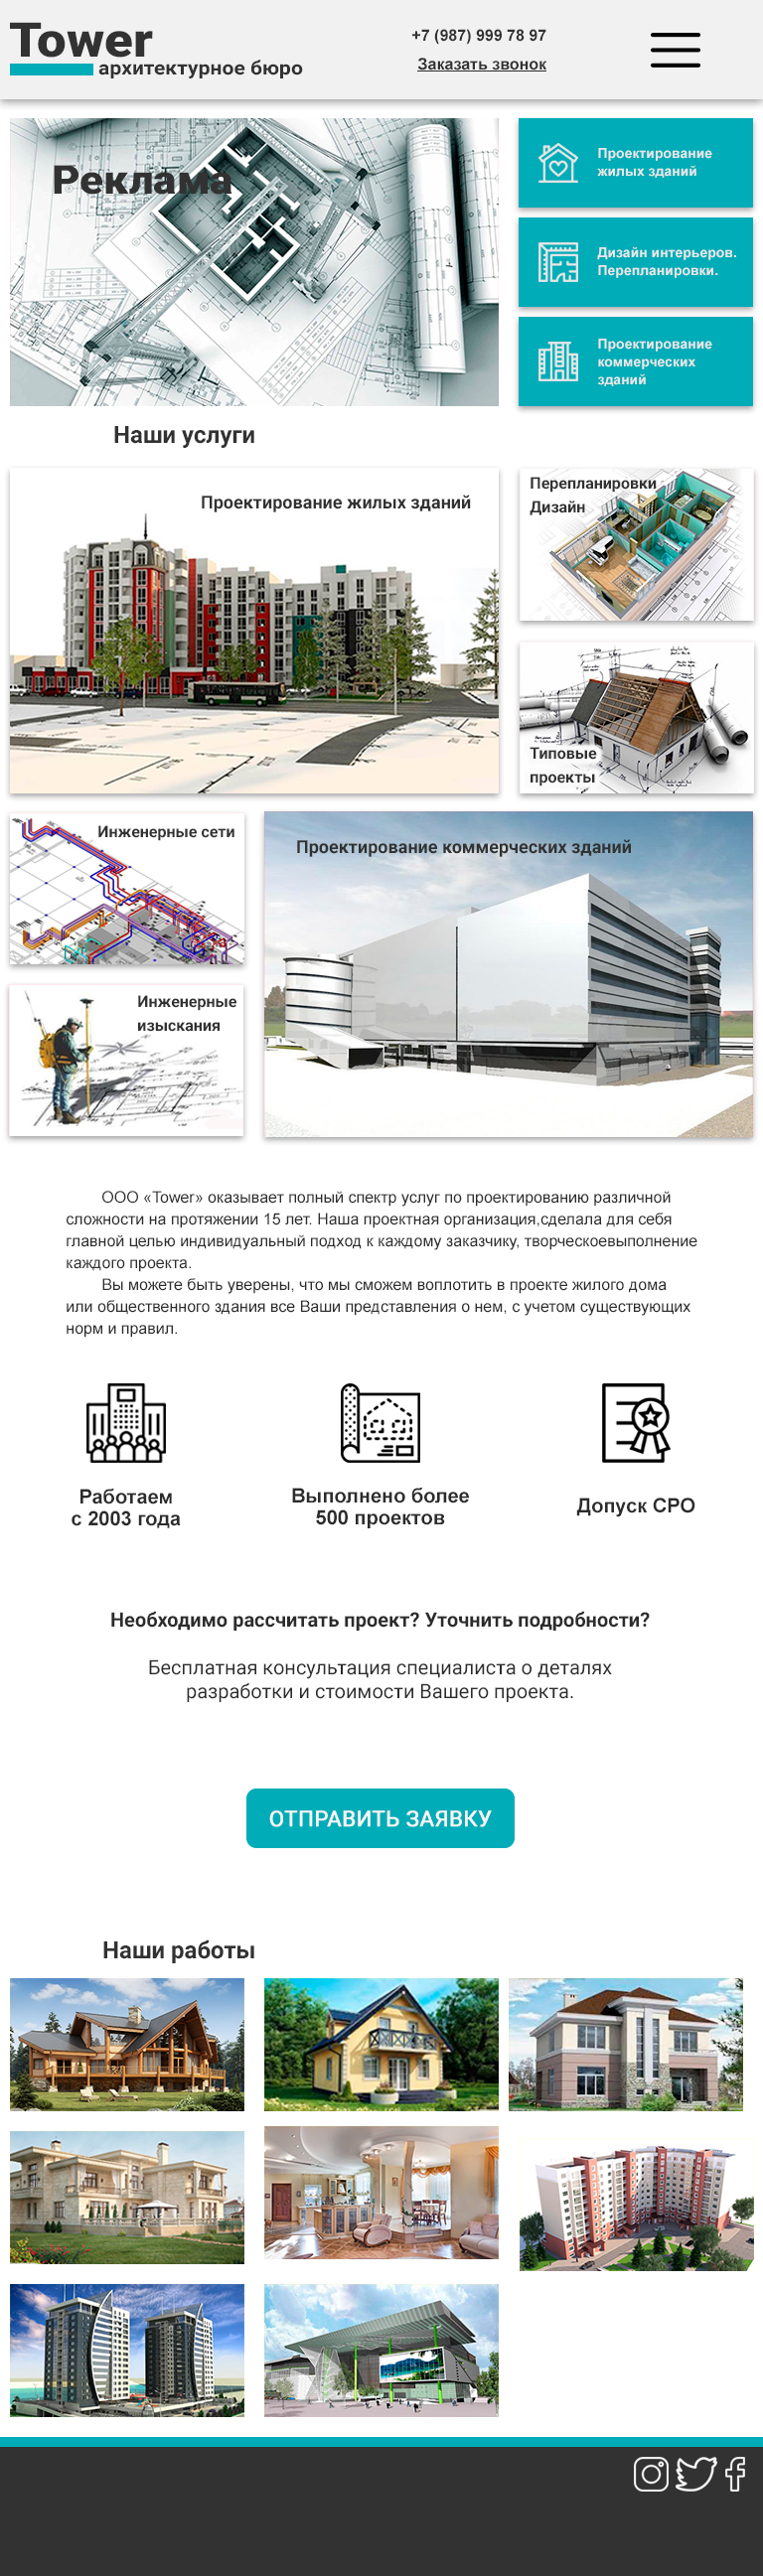 Tower
архитектурное бюро
+7 (987) 999 78 97
Заказать звонок
Реклама
Проектирование
жилых зданий
Дизайн интерьеров.
Перепланировки.
Проектирование
коммерческих
зданий
Наши услуги
Проектирование жилых зданий
Перепланировки
Дизайн
Типовые
проекты
Инженерные сети
Проектирование коммерческих зданий
Инженерные
изыскания
ООО «Tower» оказывает полный спектр услуг по проектированию различной
сложности на протяжении 15 лет. Наша проектная организация,сделала для себя
главной целью индивидуальный подход к каждому заказчику, творческоевыполнение
каждого проекта.
Вы можете быть уверены, что мы сможем воплотить в проекте жилого дома
или общественного здания все Ваши представления о нем, с учетом существующих
норм и правил.
Работаем
с 2003 года
Выполнено более
500 проектов
Допуск СРО
Необходимо рассчитать проект? Уточнить подробности?
Бесплатная консультация специалиста о деталях
разработки и стоимости Вашего проекта.
ОТПРАВИТЬ ЗАЯВКУ
Наши работы